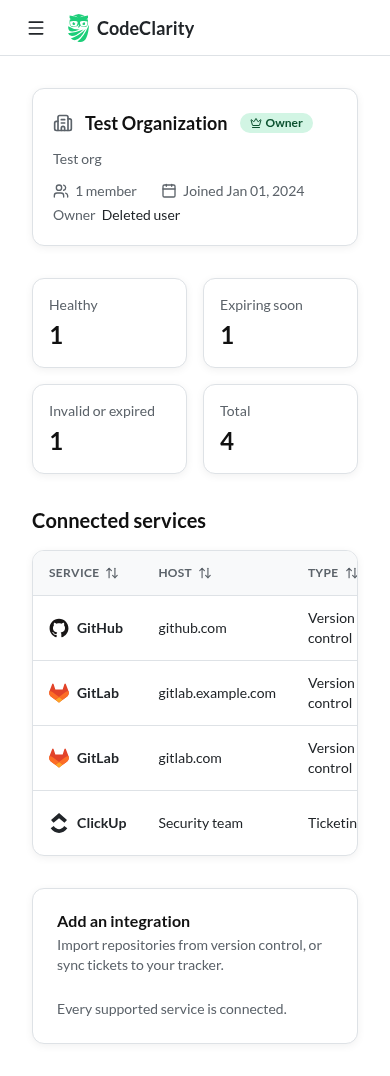 CodeClarity
Test Organization Owner
Test org
1 member Joined Jan 01, 2024
Owner Deleted user
Healthy
1
Expiring soon
1
Invalid or expired
1
Total
4
Connected services
SERVICE HOST TYPE
GitHub github.com Version control
GitLab gitlab.example.com Version control
GitLab gitlab.com Version control
ClickUp Security team Ticketin
Add an integration
Import repositories from version control, or
sync tickets to your tracker.
Every supported service is connected.